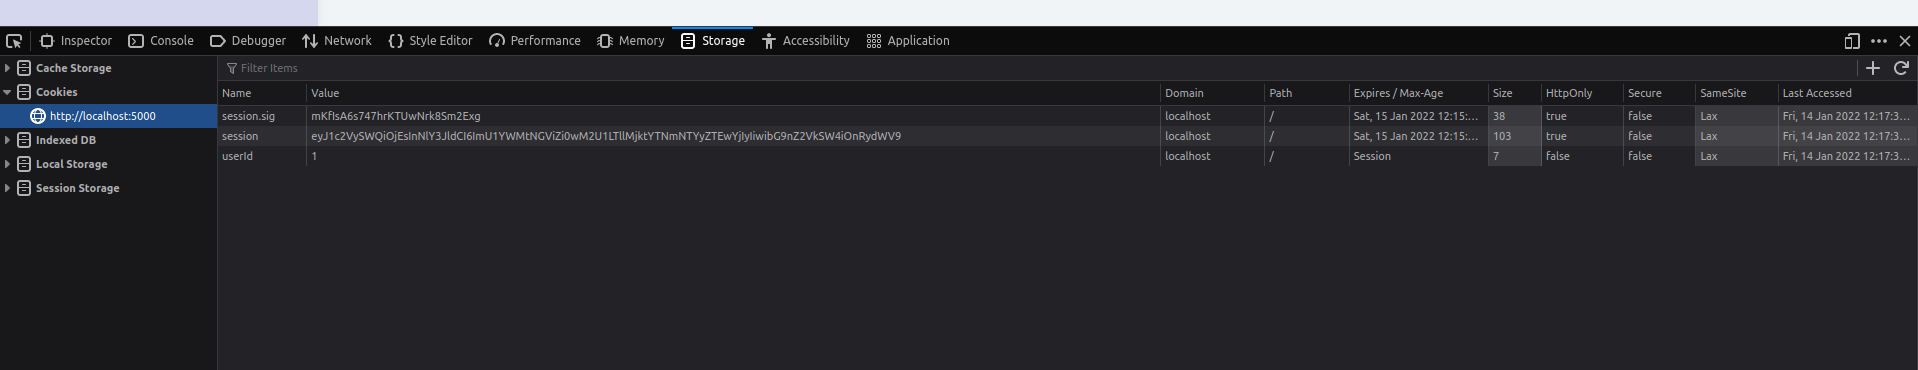 Inspector Console Debugger Network Style Editor Performance Memory Storage Accessibility Application
Cache Storage
Filter Items
Cookies
Name Value Domain Path Expires / Max-Age Size HttpOnly Secure SameSite Last Accessed
http://localhost:5000
session.sig mKfIsA6s747hrKTUwNrk8Sm2Exg localhost / Sat, 15 Jan 2022 12:15:... 38 true false Lax Fri, 14 Jan 2022 12:17:3...
Indexed DB
session eyJ1c2VySWQiOjEsInNlY3JldCI6ImU1YWMtNGViZi0wM2U1LTllMjktYTNmNTYyZTEwYjIyIiwibG9nZ2VkSW4iOnRydWV9 localhost / Sat, 15 Jan 2022 12:15:... 103 true false Lax Fri, 14 Jan 2022 12:17:3...
userId 1 localhost / Session 7 false false Lax Fri, 14 Jan 2022 12:17:3...
Local Storage
Session Storage